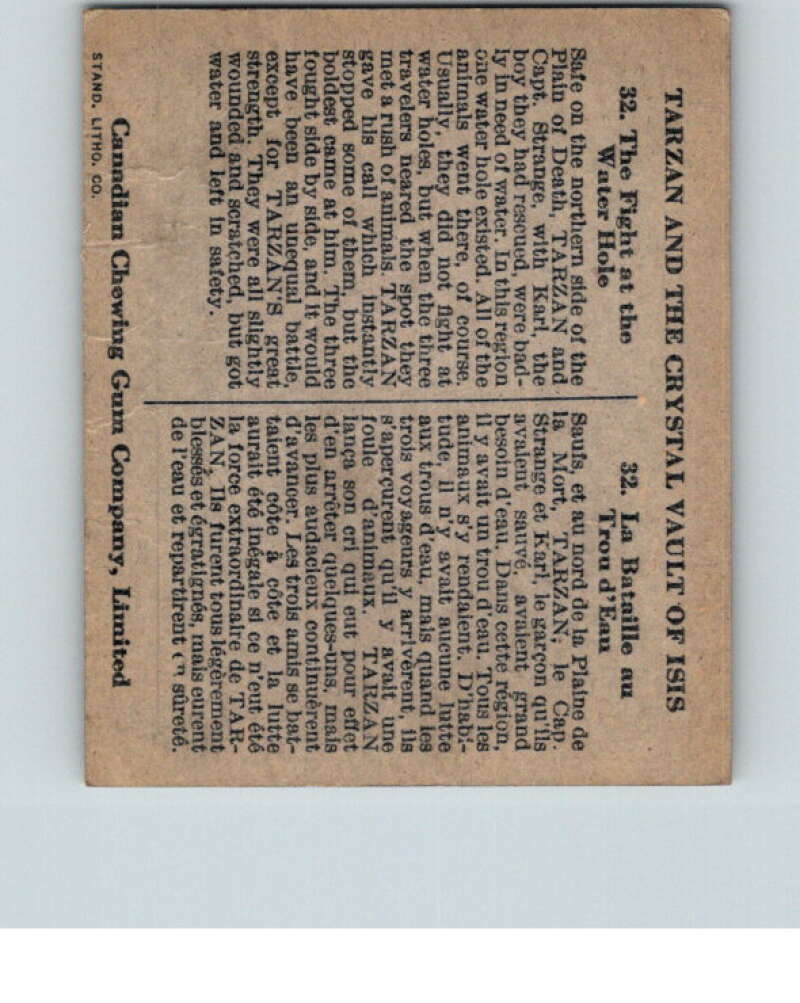 TARZAN AND THE CRYSTAL VAULT OF ISIS
32. The Fight at the
Water Hole
Safe on the northern side of the
Plain of Death, TARZAN and
Capt. Strange, with Karl, the
boy they had rescued, were bad-
ly in need of water. In this region
one water hole existed. All of the
animals went there, of course.
Usually, they did not fight at
water holes, but when the three
travelers neared the spot they
met a rush of animals. TARZAN
gave his call which instantly
stopped some of them, but the
boldest came at him. The three
fought side by side, and it would
have been an unequal battle,
except for TARZAN'S great
strength. They were all slightly
wounded and scratched, but got
water and left in safety.
32. La Bataille au
Trou d'Eau
Saufs, et au nord de la Plaine de
la Mort, TARZAN; le Cap.
Strange et Karl, le garçon qu'ils
avaient sauvé, avaient grand
besoin d'eau. Dans cette région,
il y avait un trou d'eau. Tous les
animaux s'y rendaient. D'habi-
tude, il n'y avait aucune lutte
aux trous d'eau, mais quand les
trois voyageurs y arrivèrent, ils
s'aperçurent qu'il y avait une
foule d'animaux. TARZAN
lança son cri qui eut pour effet
d'en arrêter quelques-uns, mais
les plus audacieux continuèrent
d'avancer. Les trois amis se bat-
taient côte à côte et la lutte
aurait été inégale si ce n'eut été
la force extraordinaire de TAR-
ZAN. Ils furent tous légèrement
blessés et égratignés, mais eurent
de l'eau et repartirent sûreté.
Canadian Chewing Gum Company, Limited
STAND. LITHO. CO.